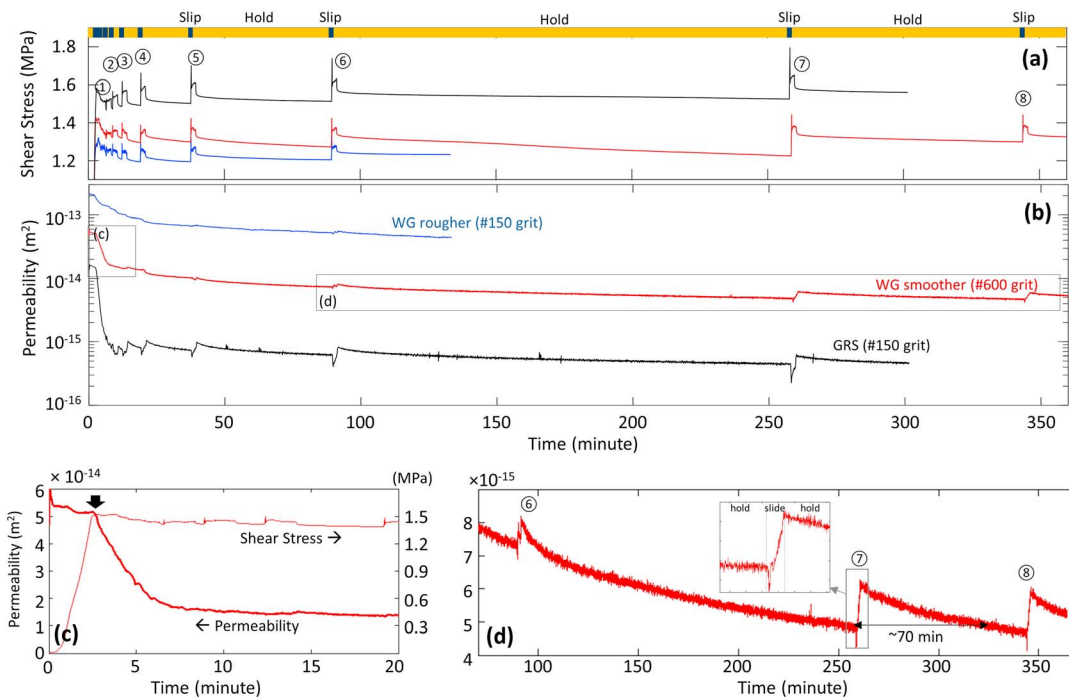 Slip Hold Slip Hold Slip Hold Slip
(a)
Shear Stress (MPa)
1.8
1.6
1.4
1.2
① ② ③ ④ ⑤ ⑥ ⑦ ⑧
(b)
Permeability (m²)
10⁻¹³
10⁻¹⁴
10⁻¹⁵
10⁻¹⁶
WG rougher (#150 grit)
(c)
WG smoother (#600 grit)
(d)
GRS (#150 grit)
0 50 100 150 200 250 300 350
Time (minute)
× 10⁻¹⁴
(MPa)
Permeability (m²)
6
5
4
3
2
1
0
1.5
1.2
0.9
0.6
0.3
Shear Stress →
← Permeability
(c)
0 5 10 15 20
Time (minute)
×10⁻¹⁵
9
8
7
6
5
4
⑥
hold slide hold
⑦
⑧
~70 min
(d)
100 150 200 250 300 350
Time (minute)